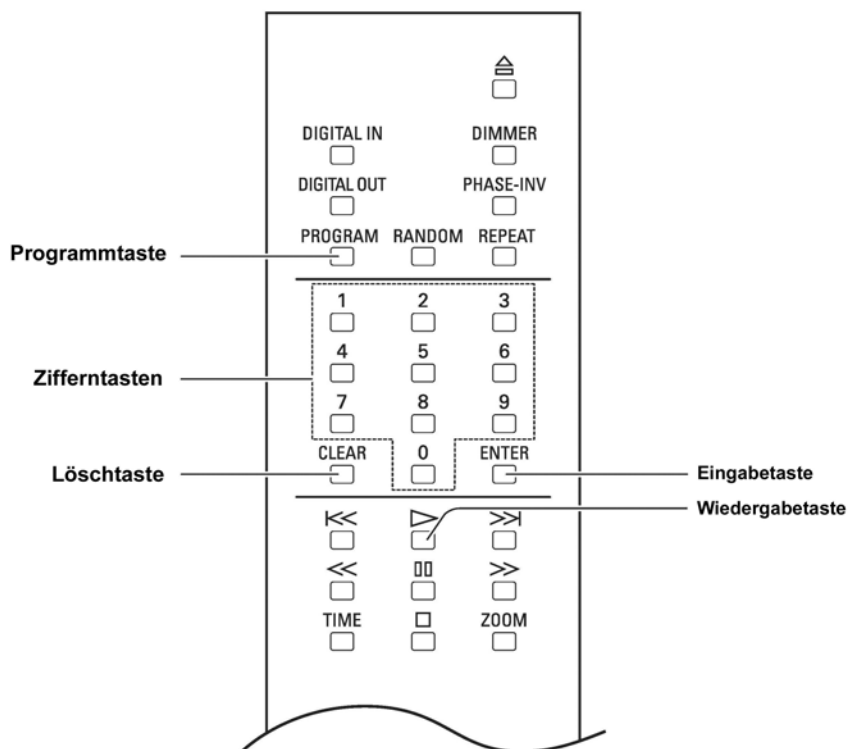 DIGITAL IN DIMMER
DIGITAL OUT PHASE-INV
PROGRAM RANDOM REPEAT
Programmtaste
1 2 3
4 5 6
Zifferntasten
7 8 9
CLEAR 0 ENTER
Löschtaste
Eingabetaste
Wiedergabetaste
TIME ZOOM